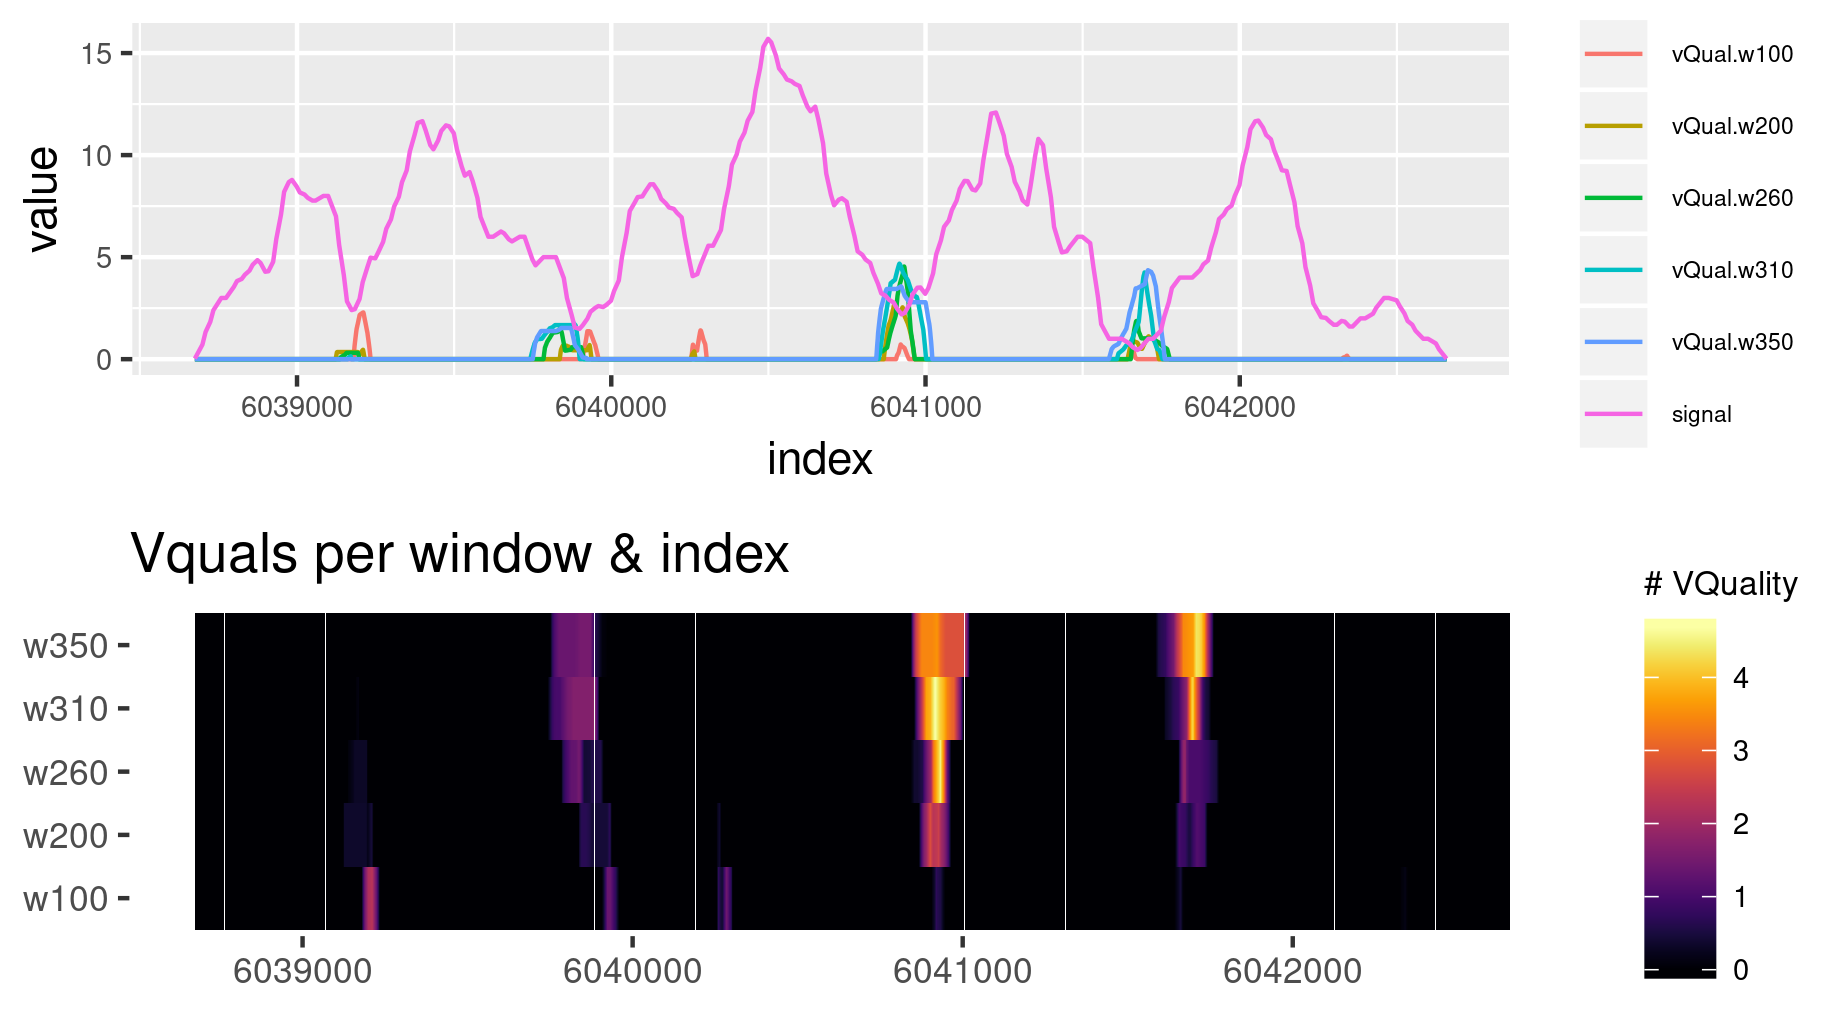 15
10
5
0
value
6039000 6040000 6041000 6042000
index
vQual.w100
vQual.w200
vQual.w260
vQual.w310
vQual.w350
signal
Vquals per window & index
w350
w310
w260
w200
w100
6039000 6040000 6041000 6042000
# VQuality
4
3
2
1
0